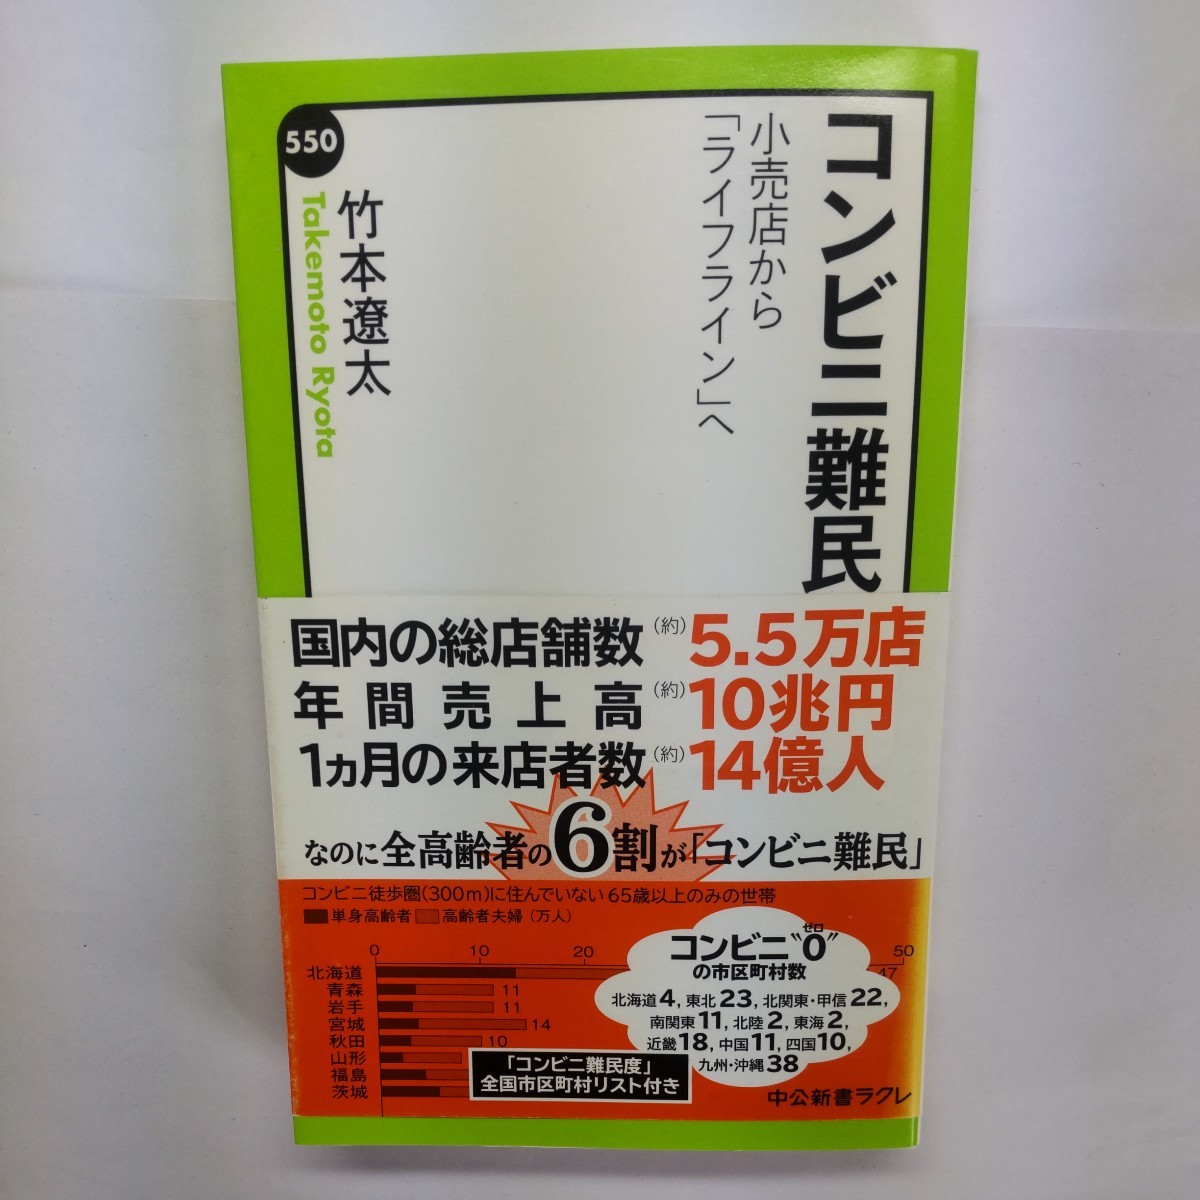 コンビニ難民
小売店から
「ライフライン」へ
550
竹本遼太
Takemoto Ryota
国内の総店舗数(約)5.5万店
年間売上高(約)10兆円
1ヵ月の来店者数(約)14億人
なのに全高齢者の6割が「コンビニ難民」
コンビニ徒歩圏(300m)に住んでいない65歳以上のみの世帯
単身高齢者 高齢者夫婦(万人)
0 10 20 50
北海道 47
青森 11
岩手 11
宮城 14
秋田 10
山形
福島
茨城
コンビニ〝0〟
ゼロ
の市区町村数
北海道4, 東北23, 北関東・甲信22,
南関東11, 北陸2, 東海2,
近畿18, 中国11, 四国10,
九州・沖縄38
「コンビニ難民度」
全国市区町村リスト付き
中公新書ラクレ